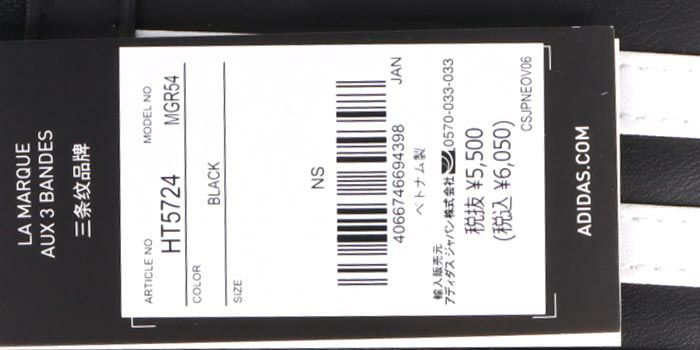 LA MARQUE
AUX 3 BANDES
三条纹品牌
ARTICLE NO.
MODEL NO.
HT5724
MGR54
COLOR
BLACK
SIZE
NS
JAN
4066746694398
ベトナム製
輸入販売元
アディダス ジャパン株式会社 0570-033-033
税抜 ¥5,500
(税込 ¥6,050)
CSJPNEOV06
ADIDAS.COM